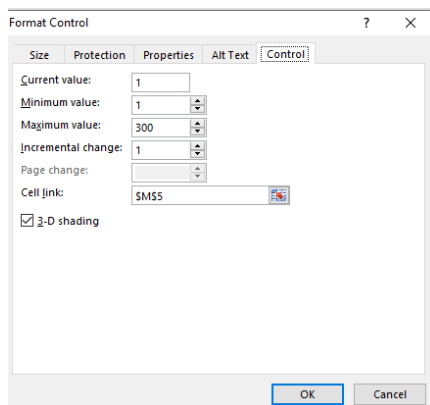 Format Control ? ×
Size Protection Properties Alt Text Control
Current value: 1
Minimum value: 1
Maximum value: 300
Incremental change: 1
Page change:
Cell link: $M$5
3-D shading
OK Cancel